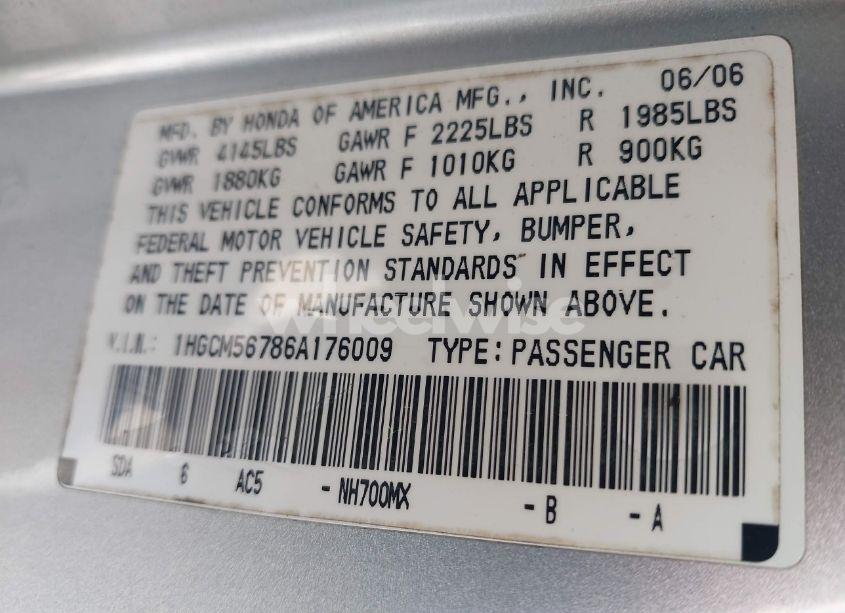 MFD. BY HONDA OF AMERICA MFG., INC. 06/06
GVWR 4145LBS GAWR F 2225LBS R 1985LBS
GVWR 1880KG GAWR F 1010KG R 900KG
THIS VEHICLE CONFORMS TO ALL APPLICABLE
FEDERAL MOTOR VEHICLE SAFETY, BUMPER,
AND THEFT PREVENTION STANDARDS IN EFFECT
ON THE DATE OF MANUFACTURE SHOWN ABOVE.
wheelwise
V.I.N.: 1HGCM56786A176009 TYPE: PASSENGER CAR
SDA 6 AC5 - NH700MX - B - A